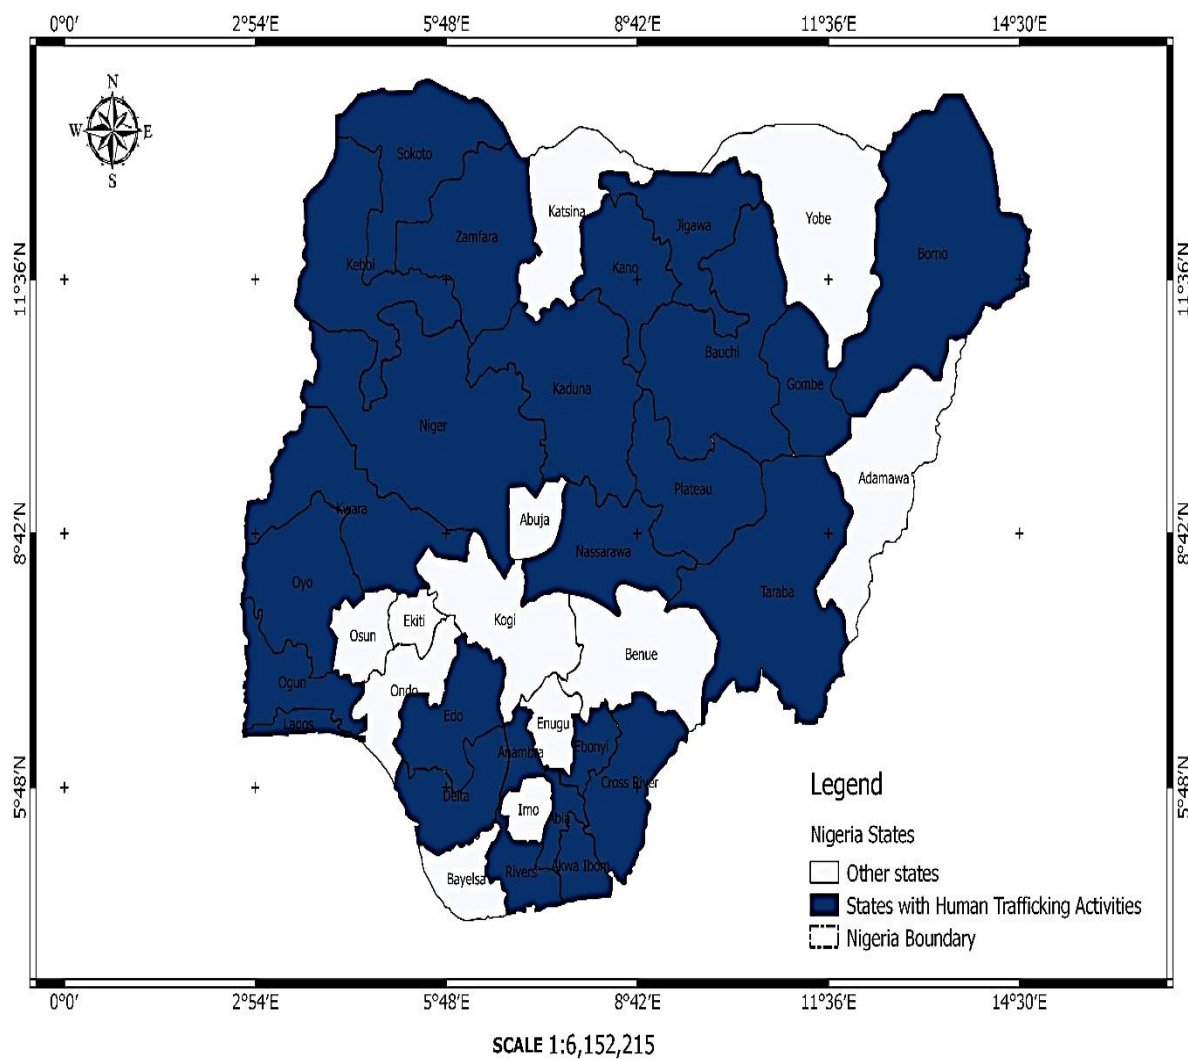 0°0′ 2°54′E 5°48′E 8°42′E 11°36′E 14°30′E
N
W E
S
Sokoto
Katsina
Yobe
Jigawa
Zamfara
Borno
Kebbi
Kano
11°36′N 11°36′N
Bauchi
Gombe
Kaduna
Niger
Adamawa
Plateau
Kwara
Abuja
8°42′N 8°42′N
Nassarawa
Oyo
Taraba
Ekiti
Kogi
Osun
Benue
Ogun
Ondo
Edo
Lagos
Enugu
Anambra
Ebonyi
Cross River
5°48′N 5°48′N
Delta
Imo
Abia
Akwa Ibom
Rivers
Bayelsa
Legend
Nigeria States
Other states
States with Human Trafficking Activities
Nigeria Boundary
0°0′ 2°54′E 5°48′E 8°42′E 11°36′E 14°30′E
SCALE 1:6,152,215